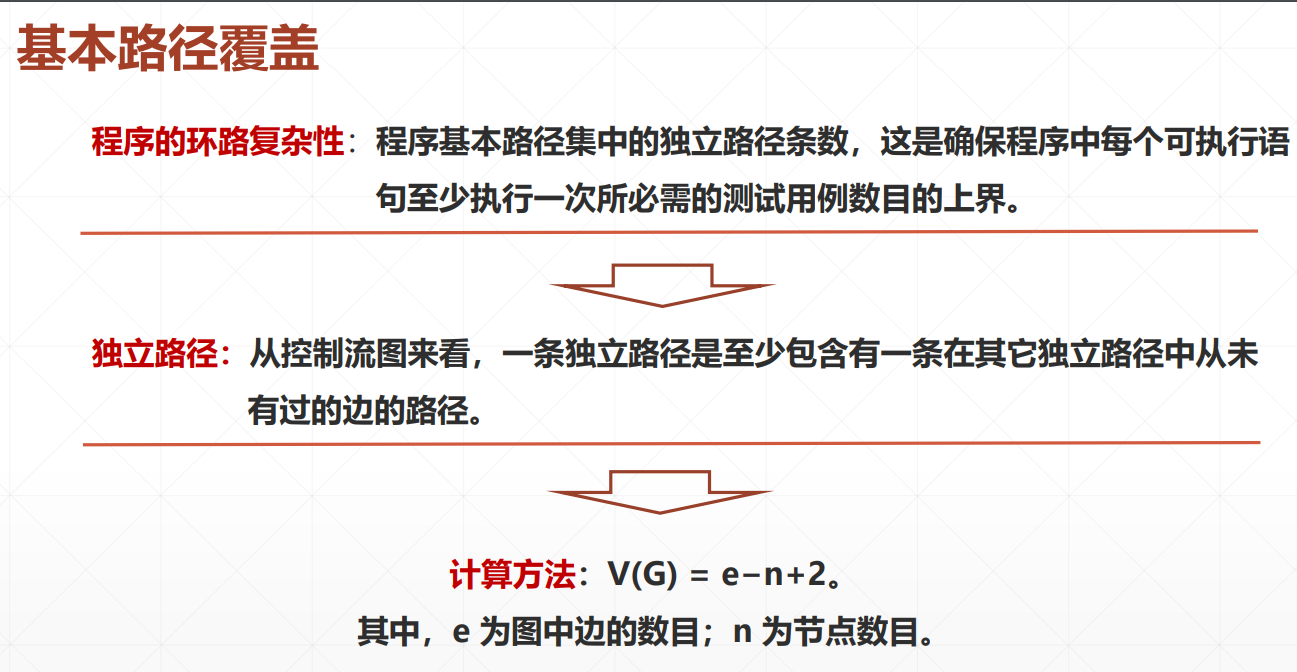 基本路径覆盖
程序的环路复杂性：程序基本路径集中的独立路径条数，这是确保程序中每个可执行语
句至少执行一次所必需的测试用例数目的上界。
独立路径：从控制流图来看，一条独立路径是至少包含有一条在其它独立路径中从未
有过的边的路径。
计算方法：V(G) = e−n+2。
其中，e 为图中边的数目；n 为节点数目。